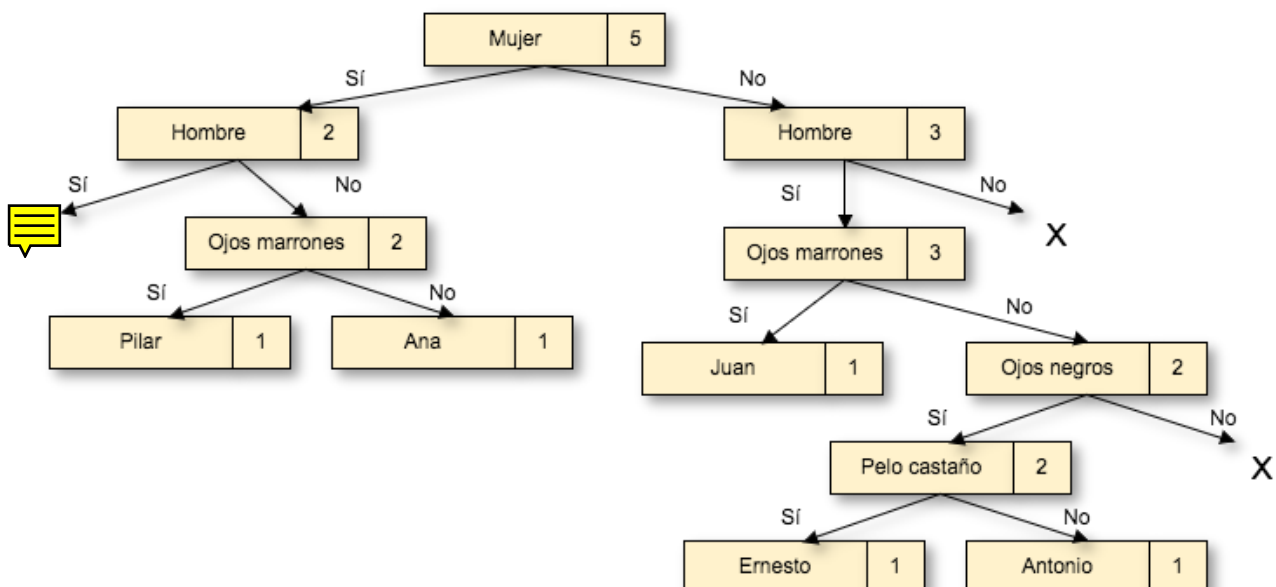 Mujer 5
Sí No
Hombre 2 Hombre 3
Sí No Sí No
X
Ojos marrones 2 Ojos marrones 3
Sí No Sí No
Pilar 1 Ana 1 Juan 1 Ojos negros 2
Sí No
Pelo castaño 2 X
Sí No
Ernesto 1 Antonio 1